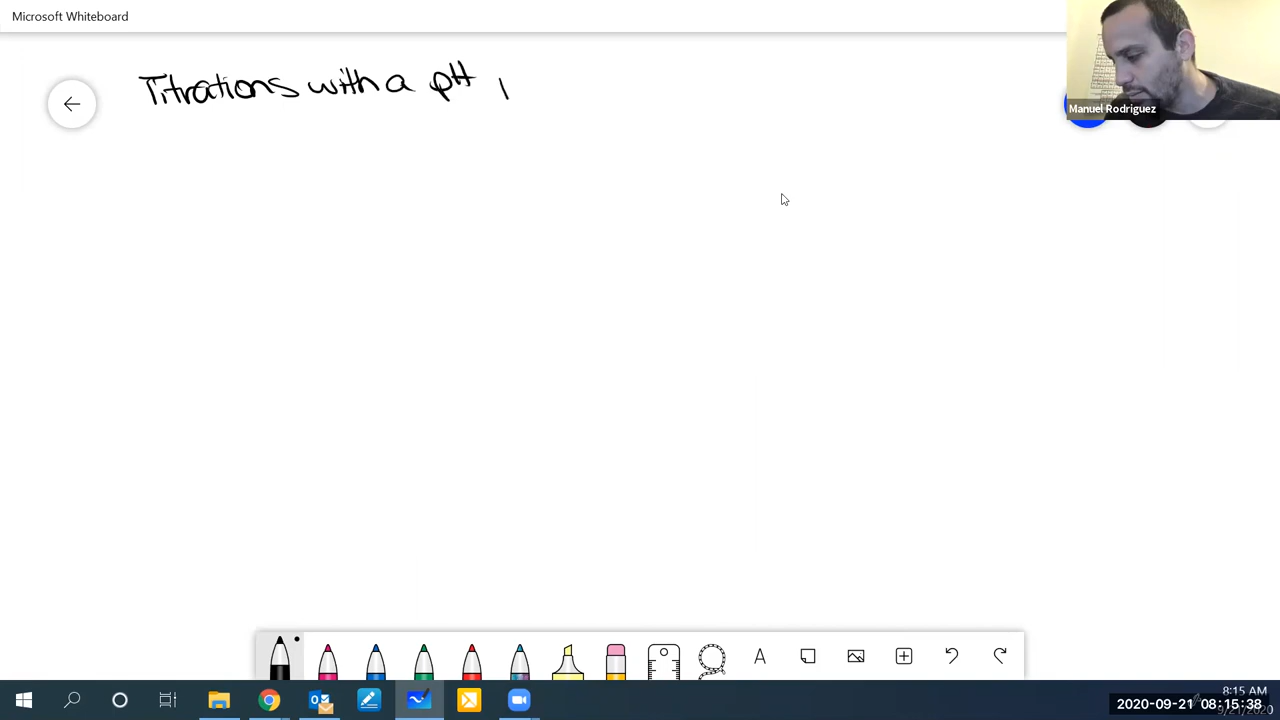 Microsoft Whiteboard
Titrations with a pH
Manuel Rodriguez
A
8:15 AM
2020-09-21 08:15:38